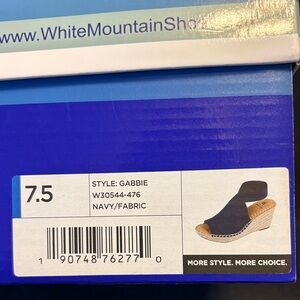 www.WhiteMountainSho
7.5
STYLE: GABBIE
W30544-476
NAVY/FABRIC
1 90748 76277 0
MORE STYLE. MORE CHOICE.